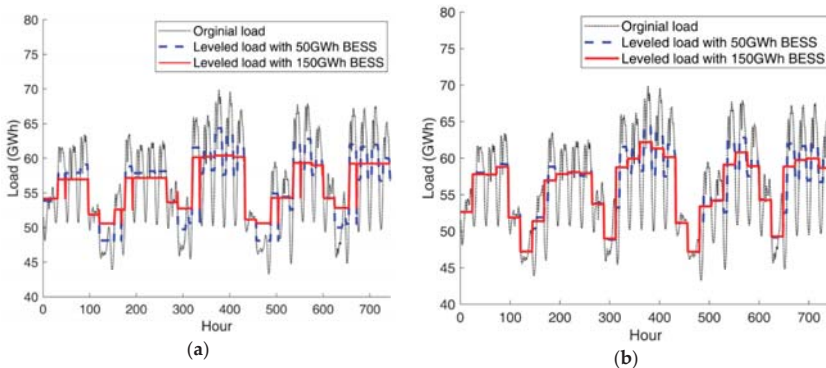 80
75
70
65
60
55
50
45
40
Load (GWh)
Orginial load
Leveled load with 50GWh BESS
Leveled load with 150GWh BESS
0 100 200 300 400 500 600 700
Hour
(a)
80
75
70
65
60
55
50
45
40
Load (GWh)
Orginial load
Leveled load with 50GWh BESS
Leveled load with 150GWh BESS
0 100 200 300 400 500 600 700
Hour
(b)